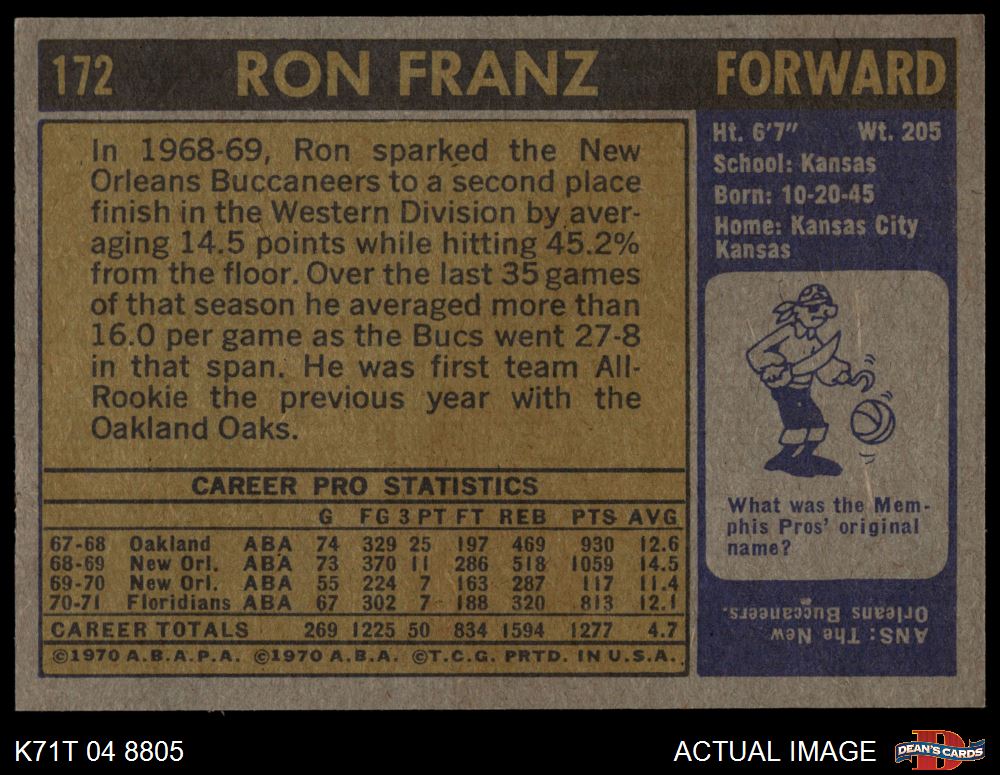 172 RON FRANZ FORWARD
In 1968-69, Ron sparked the New
Orleans Buccaneers to a second place
finish in the Western Division by aver-
aging 14.5 points while hitting 45.2%
from the floor. Over the last 35 games
of that season he averaged more than
16.0 per game as the Bucs went 27-8
in that span. He was first team All-
Rookie the previous year with the
Oakland Oaks.
CAREER PRO STATISTICS
G FG 3 PT FT REB PTS AVG
67-68 Oakland ABA 74 329 25 197 469 930 12.6
68-69 New Orl. ABA 73 370 11 286 518 1059 14.5
69-70 New Orl. ABA 55 224 7 163 287 117 11.4
70-71 Floridians ABA 67 302 7 188 320 813 12.1
CAREER TOTALS 269 1225 50 834 1594 1277 4.7
©1970 A.B.A.P.A. ©1970 A.B.A. ©T.C.G. PRTD. IN U.S.A.
Ht. 6'7" Wt. 205
School: Kansas
Born: 10-20-45
Home: Kansas City
Kansas
What was the Mem-
phis Pros' original
name?
ANS: The New
Orleans Buccaneers.
K71T 04 8805
ACTUAL IMAGE
D
DEAN'S CARDS